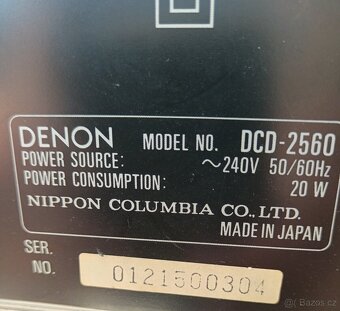 DENON MODEL NO. DCD-2560
POWER SOURCE: ~240V 50/60Hz
POWER CONSUMPTION: 20 W
NIPPON COLUMBIA CO., LTD.
MADE IN JAPAN
SER.
NO. 0121500304
Bazos.cz